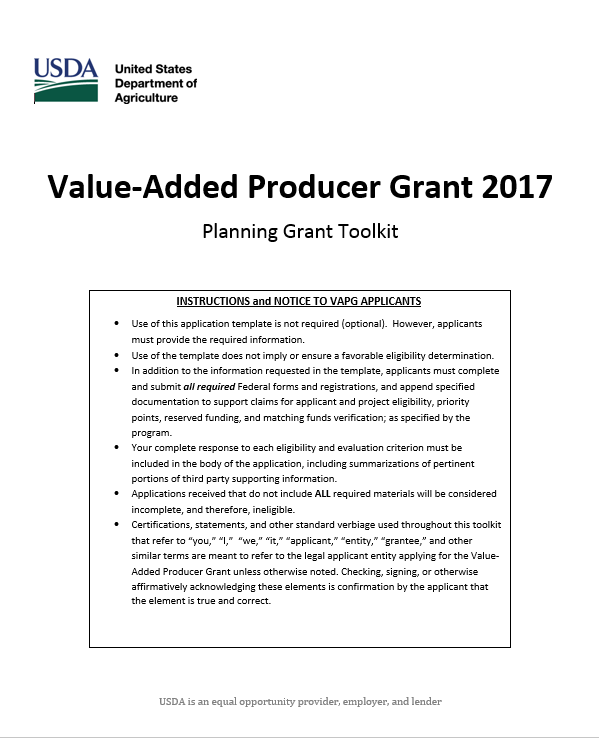 USDA
United States
Department of
Agriculture
Value-Added Producer Grant 2017
Planning Grant Toolkit
INSTRUCTIONS and NOTICE TO VAPG APPLICANTS
• Use of this application template is not required (optional).  However, applicants
must provide the required information.
• Use of the template does not imply or ensure a favorable eligibility determination.
• In addition to the information requested in the template, applicants must complete
and submit all required Federal forms and registrations, and append specified
documentation to support claims for applicant and project eligibility, priority
points, reserved funding, and matching funds verification; as specified by the
program.
• Your complete response to each eligibility and evaluation criterion must be
included in the body of the application, including summarizations of pertinent
portions of third party supporting information.
• Applications received that do not include ALL required materials will be considered
incomplete, and therefore, ineligible.
• Certifications, statements, and other standard verbiage used throughout this toolkit
that refer to “you,” “I,”  “we,” “it,” “applicant,” “entity,” “grantee,” and other
similar terms are meant to refer to the legal applicant entity applying for the Value-
Added Producer Grant unless otherwise noted. Checking, signing, or otherwise
affirmatively acknowledging these elements is confirmation by the applicant that
the element is true and correct.
USDA is an equal opportunity provider, employer, and lender